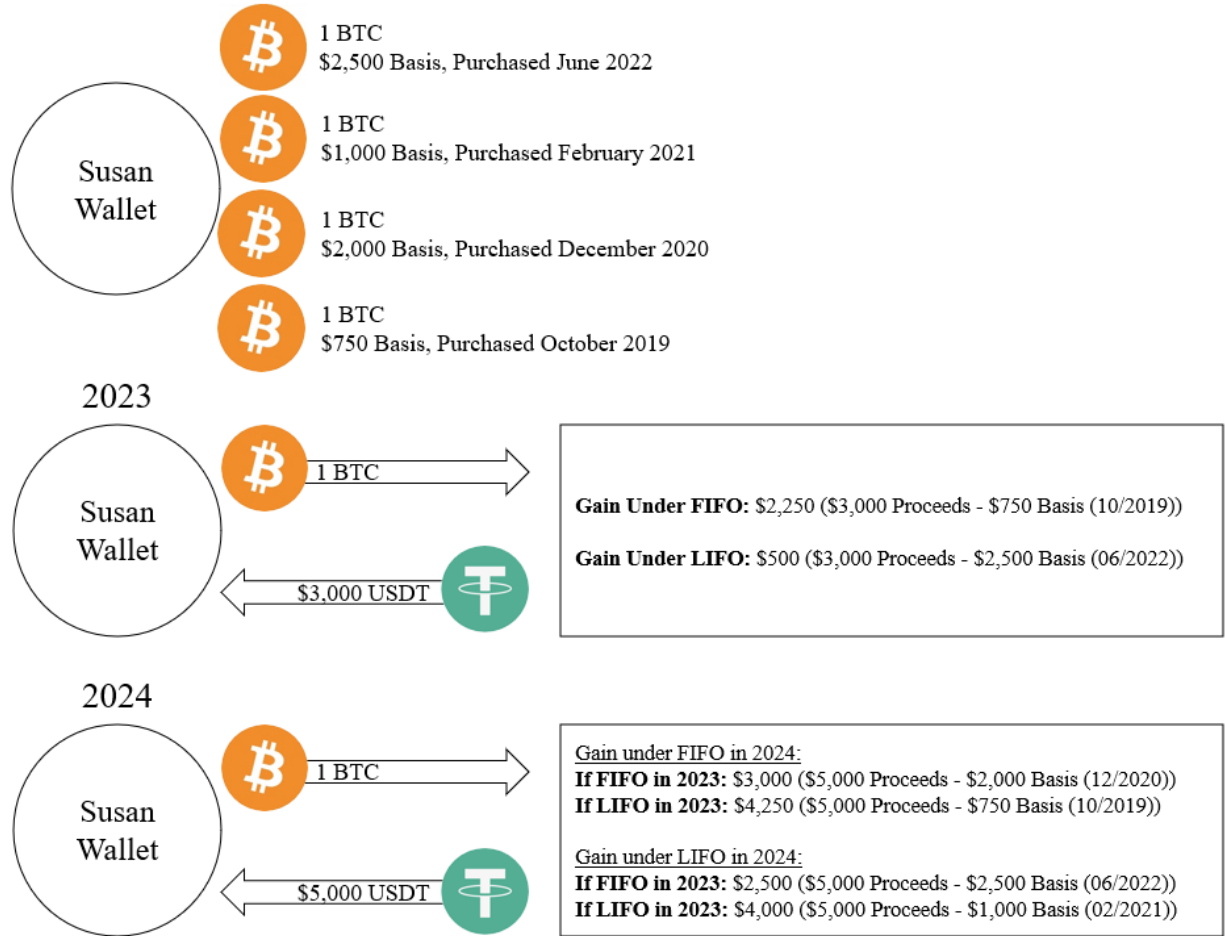 1 BTC
$2,500 Basis, Purchased June 2022
1 BTC
$1,000 Basis, Purchased February 2021
Susan
Wallet
1 BTC
$2,000 Basis, Purchased December 2020
1 BTC
$750 Basis, Purchased October 2019
2023
1 BTC
Susan
Wallet
$3,000 USDT
Gain Under FIFO: $2,250 ($3,000 Proceeds - $750 Basis (10/2019))
Gain Under LIFO: $500 ($3,000 Proceeds - $2,500 Basis (06/2022))
2024
1 BTC
Susan
Wallet
$5,000 USDT
Gain under FIFO in 2024:
If FIFO in 2023: $3,000 ($5,000 Proceeds - $2,000 Basis (12/2020))
If LIFO in 2023: $4,250 ($5,000 Proceeds - $750 Basis (10/2019))
Gain under LIFO in 2024:
If FIFO in 2023: $2,500 ($5,000 Proceeds - $2,500 Basis (06/2022))
If LIFO in 2023: $4,000 ($5,000 Proceeds - $1,000 Basis (02/2021))